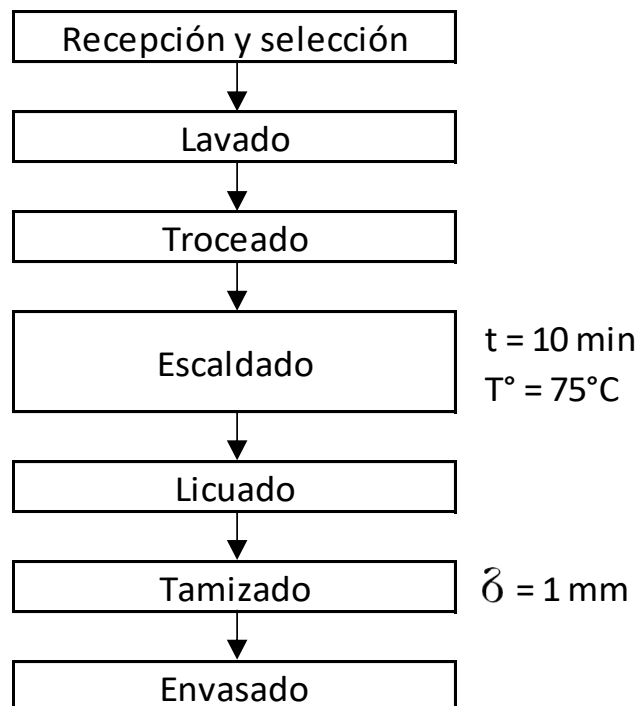 Recepción y selección
Lavado
Troceado
Escaldado
t = 10 min
T° = 75°C
Licuado
Tamizado
δ = 1 mm
Envasado